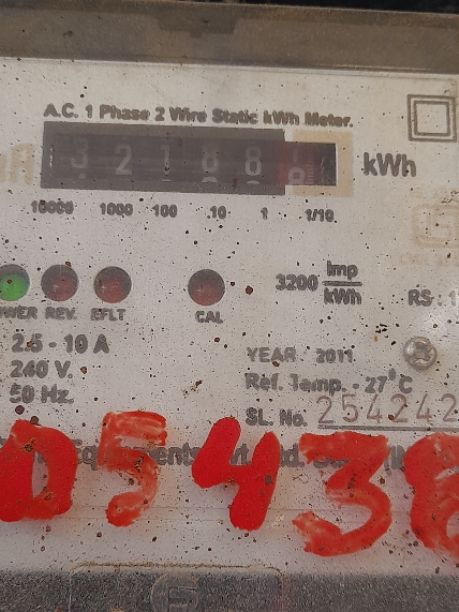 A.C. 1 Phase 2 Wire Static kWh Meter.
3 2 1 6 8 kWh
10000 1000 100 10 1 1/10
3200 Imp/kWh
REV. EFLT CAL
RS : 1
2.5 - 10 A
240 V.
50 Hz.
YEAR : 2011
Ref. Temp. - 27°C
SL. No. 254242
5438